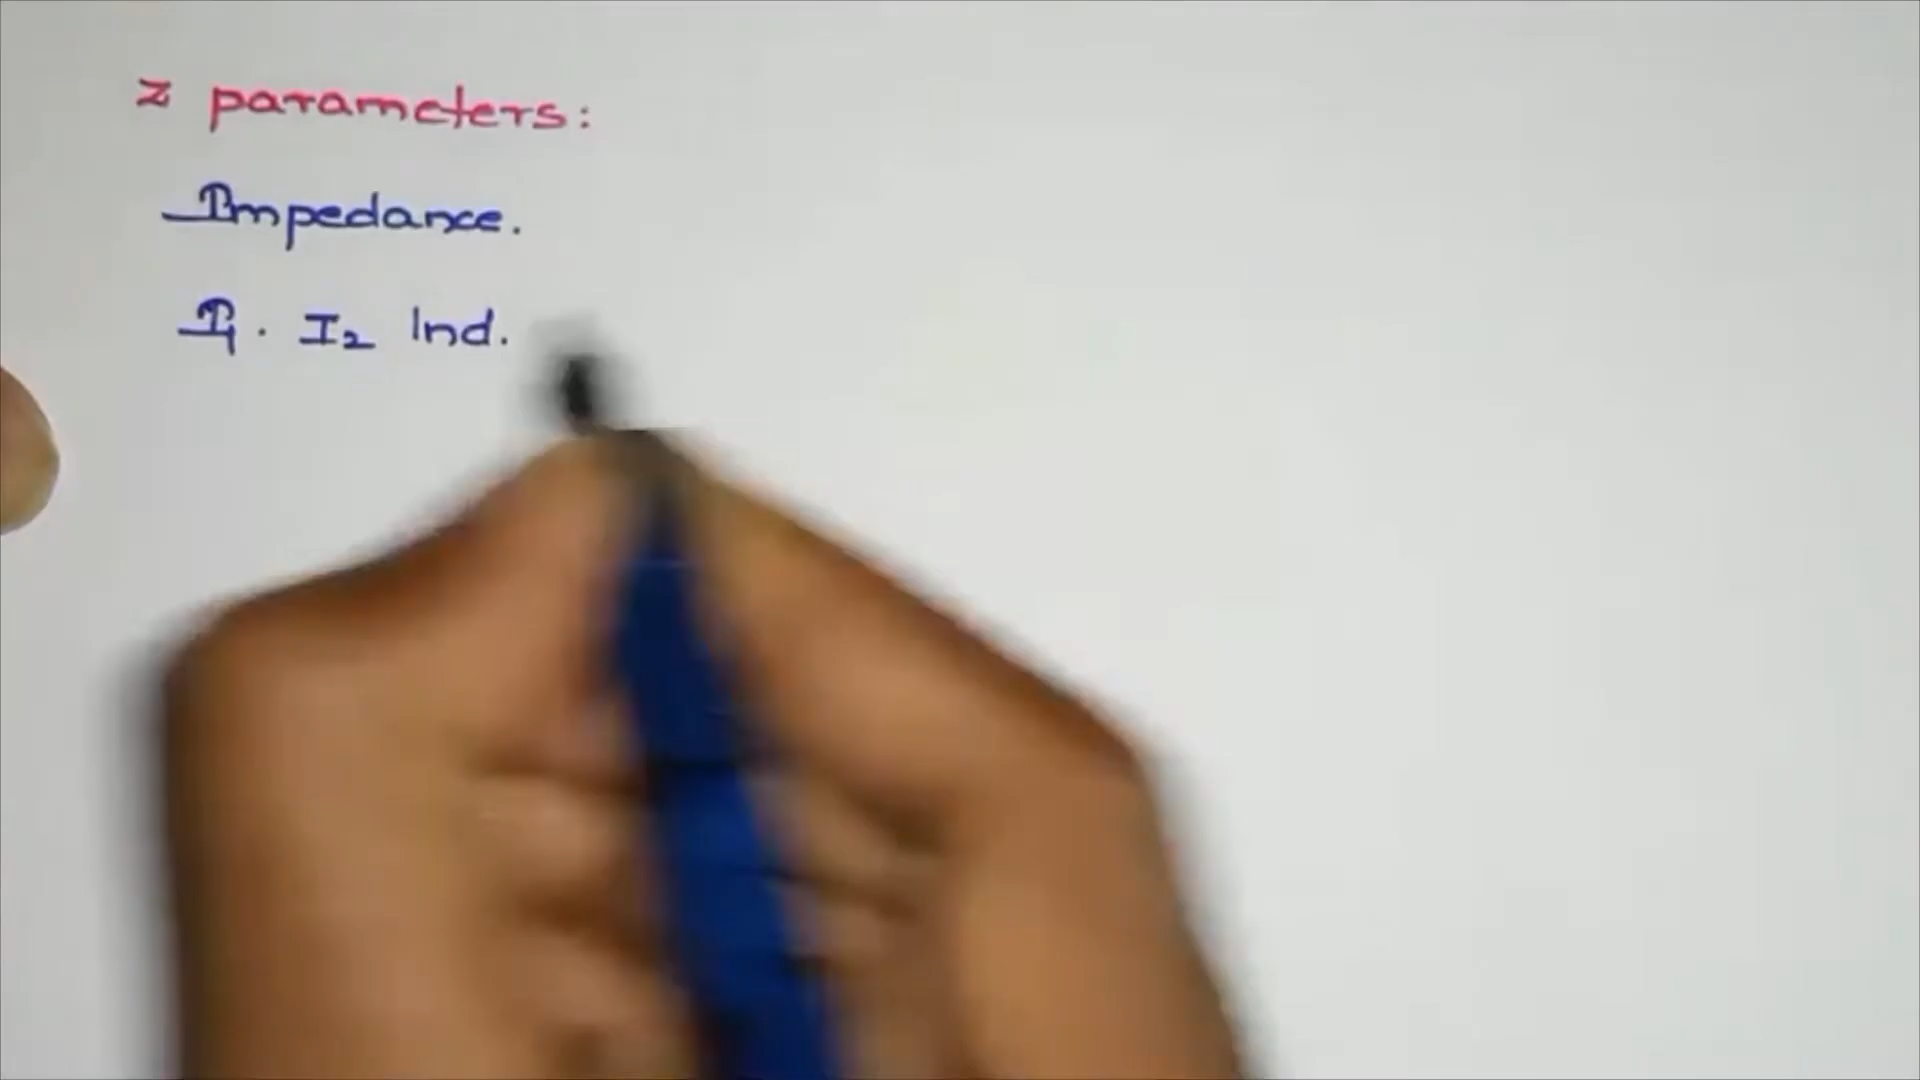 z parameters:
Impedance.
I1 . I2 Ind.